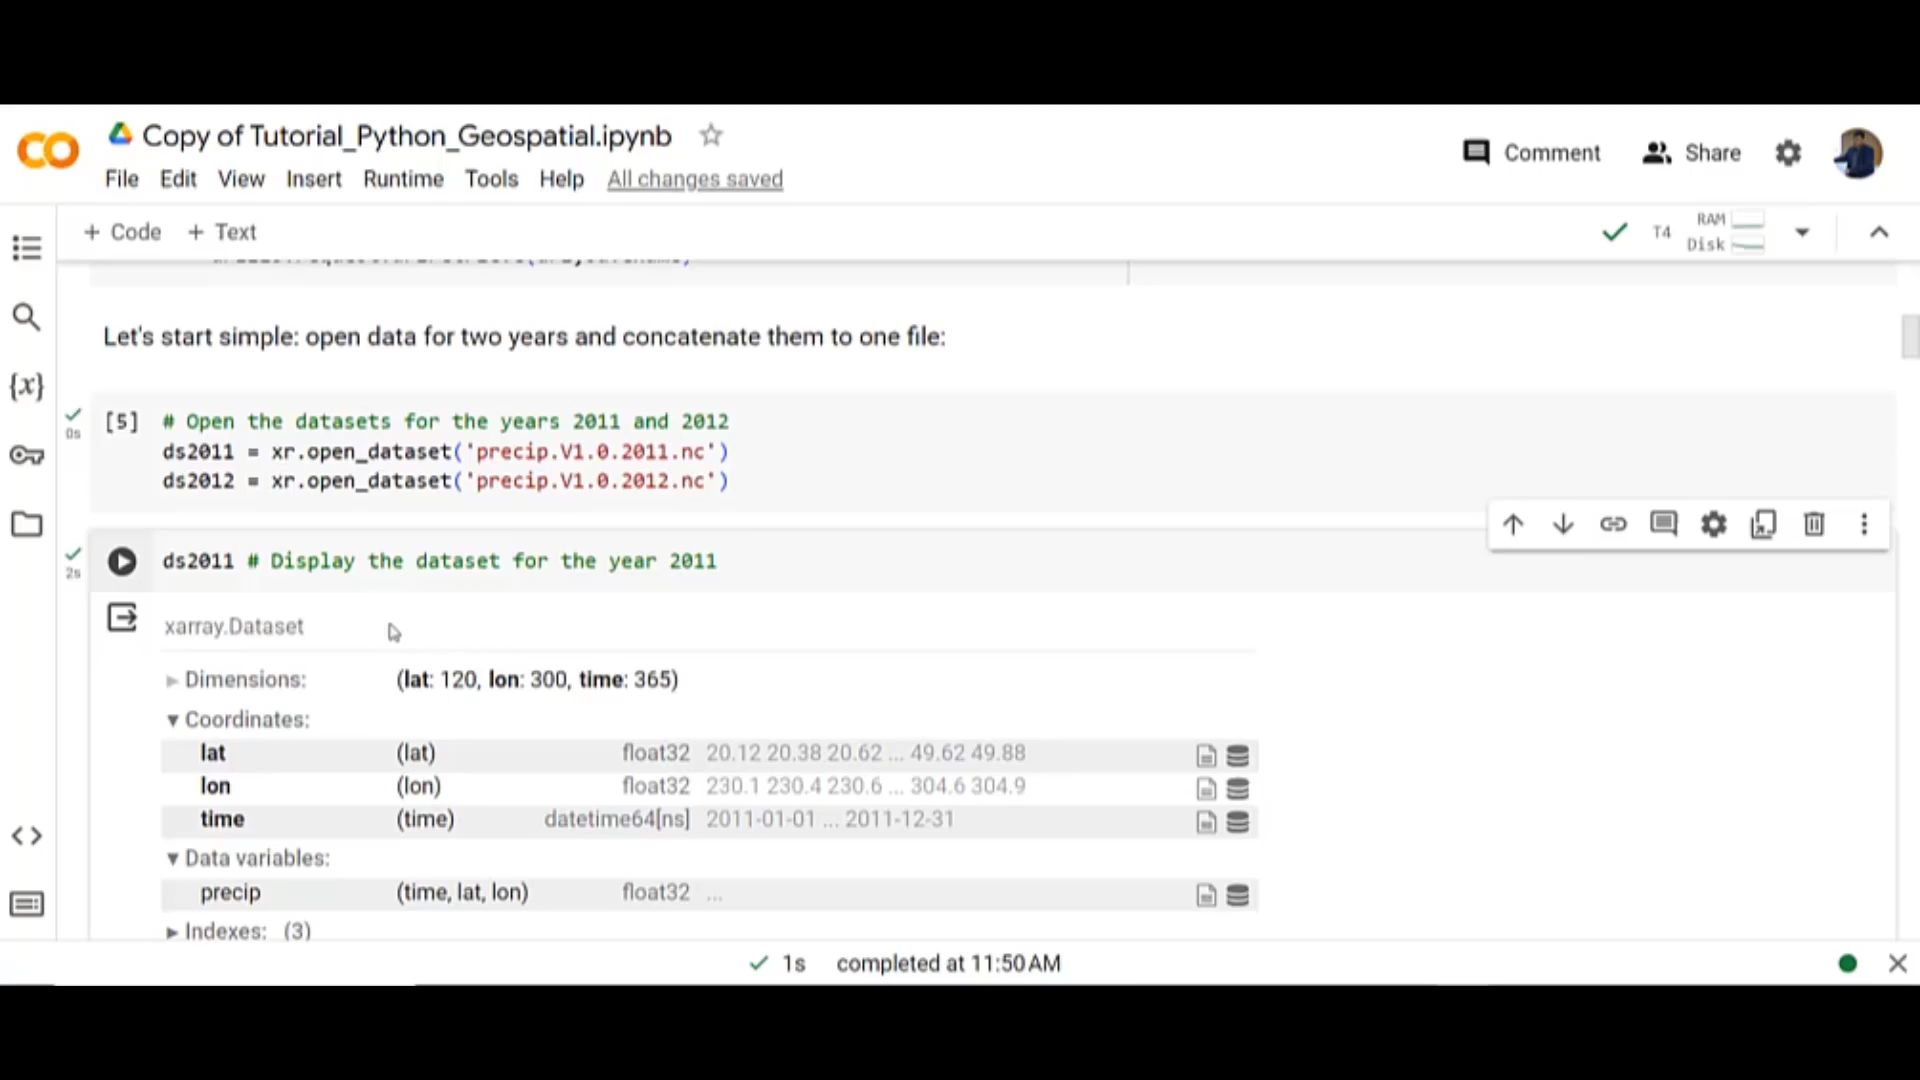 Copy of Tutorial_Python_Geospatial.ipynb
Comment
Share
File Edit View Insert Runtime Tools Help All changes saved
+ Code + Text
T4
RAM
Disk
Let's start simple: open data for two years and concatenate them to one file:
[5] # Open the datasets for the years 2011 and 2012
0s
ds2011 = xr.open_dataset('precip.V1.0.2011.nc')
ds2012 = xr.open_dataset('precip.V1.0.2012.nc')
ds2011 # Display the dataset for the year 2011
2s
xarray.Dataset
Dimensions: (lat: 120, lon: 300, time: 365)
Coordinates:
lat (lat) float32 20.12 20.38 20.62 ... 49.62 49.88
lon (lon) float32 230.1 230.4 230.6 ... 304.6 304.9
time (time) datetime64[ns] 2011-01-01 ... 2011-12-31
Data variables:
precip (time, lat, lon) float32 ...
Indexes: (3)
1s completed at 11:50 AM